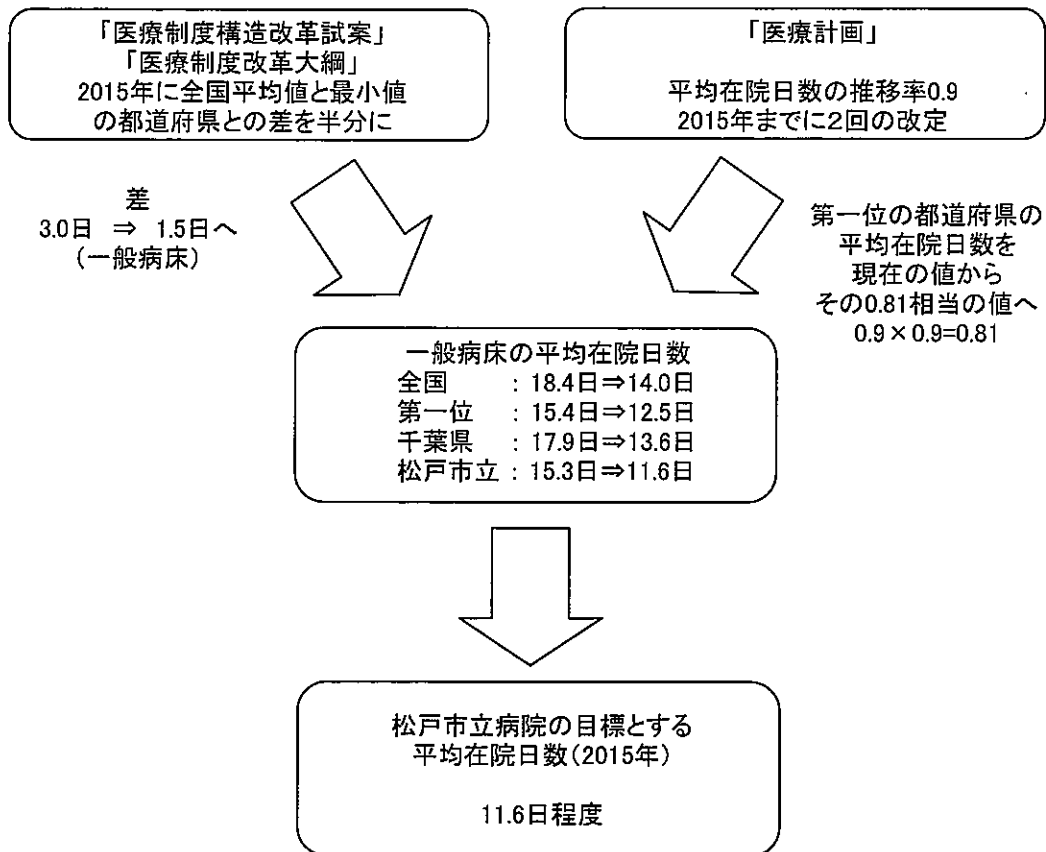 「医療制度構造改革試案」
「医療制度改革大綱」
2015年に全国平均値と最小値
の都道府県との差を半分に
「医療計画」
平均在院日数の推移率0.9
2015年までに2回の改定
差
3.0日 ⇒ 1.5日へ
(一般病床)
第一位の都道府県の
平均在院日数を
現在の値から
その0.81相当の値へ
0.9×0.9=0.81
一般病床の平均在院日数
全国 : 18.4日⇒14.0日
第一位 : 15.4日⇒12.5日
千葉県 : 17.9日⇒13.6日
松戸市立 : 15.3日⇒11.6日
松戸市立病院の目標とする
平均在院日数(2015年)
11.6日程度